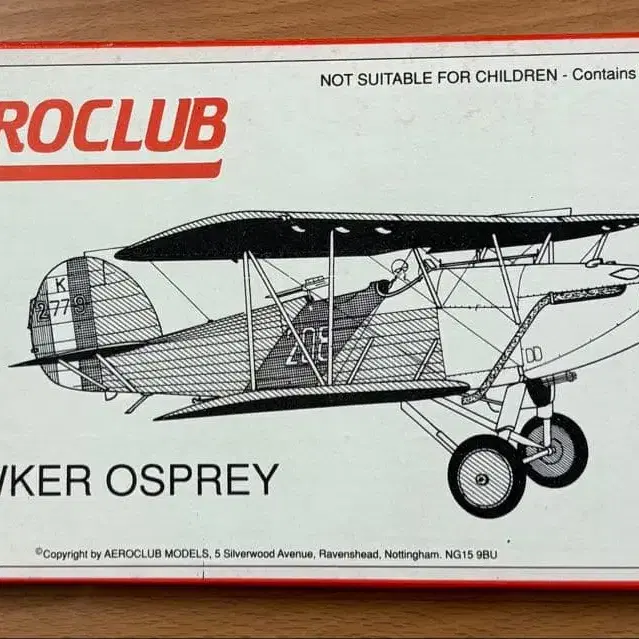 NOT SUITABLE FOR CHILDREN - Contains
ROCLUB
K
2779
208
KER OSPREY
©Copyright by AEROCLUB MODELS, 5 Silverwood Avenue, Ravenshead, Nottingham. NG15 9BU